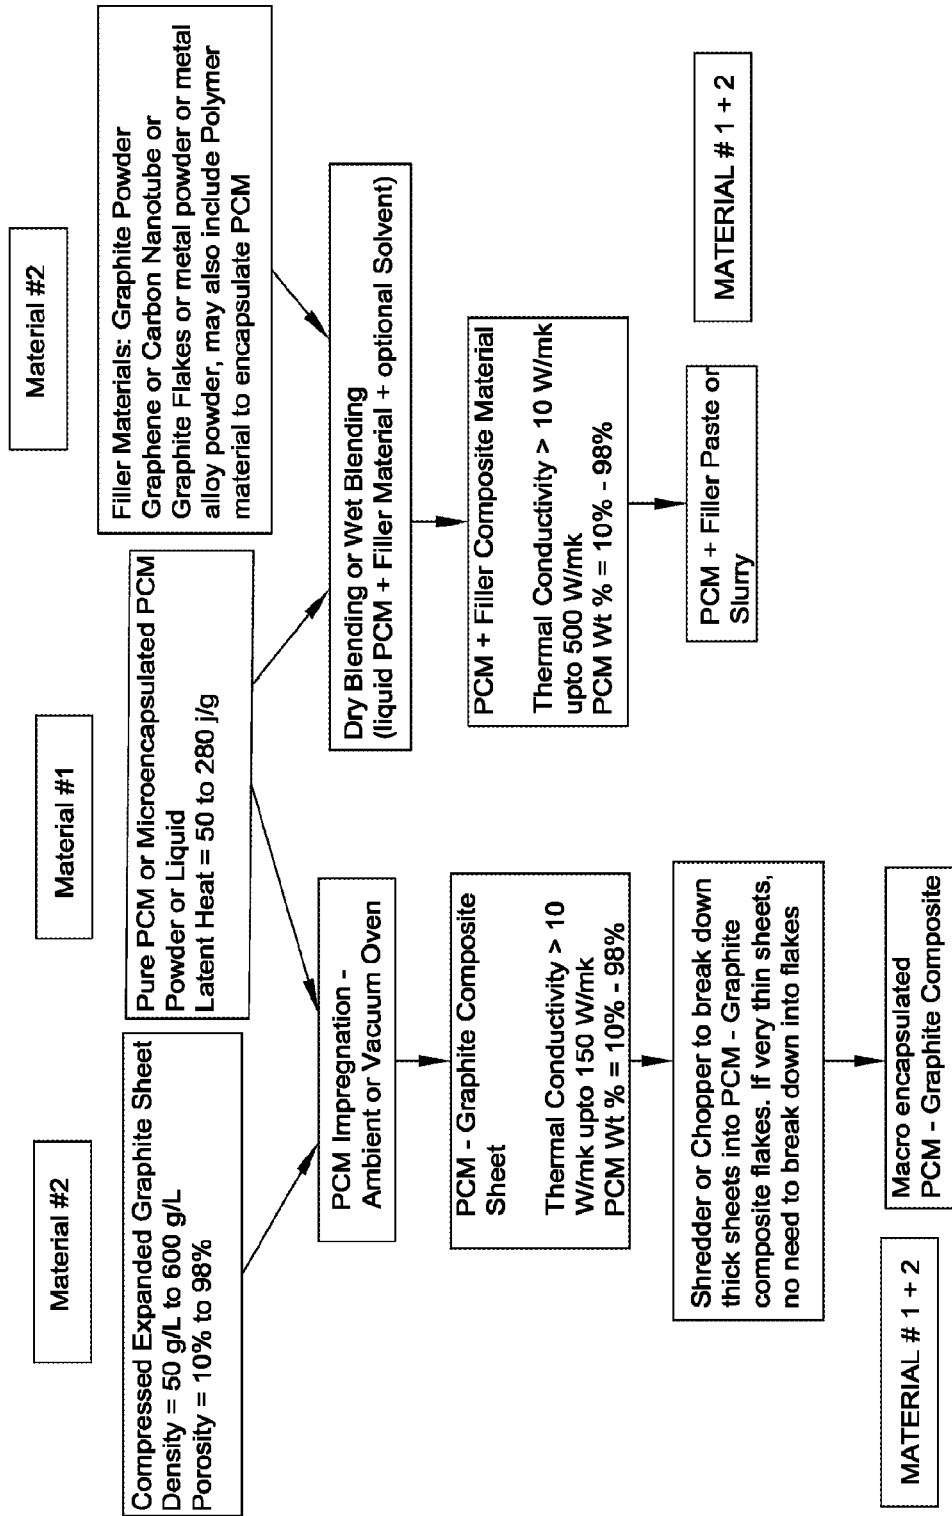 Material #2
Compressed Expanded Graphite Sheet
Density = 50 g/L to 600 g/L
Porosity = 10% to 98%
Material #1
Pure PCM or Microencapsulated PCM
Powder or Liquid
Latent Heat = 50 to 280 j/g
Material #2
Filler Materials: Graphite Powder
Graphene or Carbon Nanotube or
Graphite Flakes or metal powder or metal
alloy powder, may also include Polymer
material to encapsulate PCM
PCM Impregnation -
Ambient or Vacuum Oven
Dry Blending or Wet Blending
(liquid PCM + Filler Material + optional Solvent)
PCM - Graphite Composite
Sheet
Thermal Conductivity > 10
W/mk upto 150 W/mk
PCM Wt % = 10% - 98%
PCM + Filler Composite Material
Thermal Conductivity > 10 W/mk
upto 500 W/mk
PCM Wt % = 10% - 98%
Shredder or Chopper to break down
thick sheets into PCM - Graphite
composite flakes. If very thin sheets,
no need to break down into flakes
PCM + Filler Paste or
Slurry
MATERIAL # 1 + 2
MATERIAL # 1 + 2
Macro encapsulated
PCM - Graphite Composite